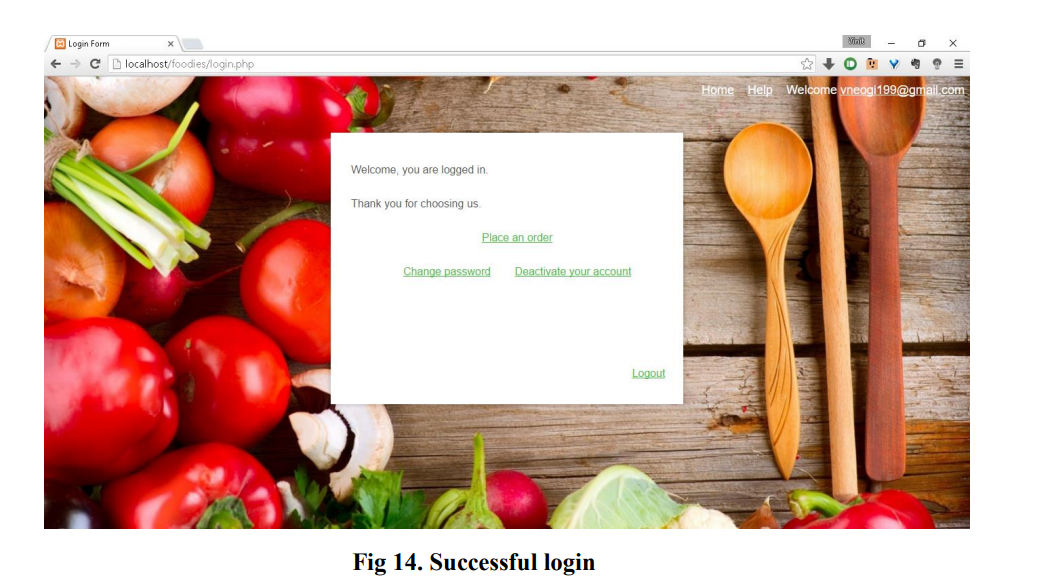 Login Form
Vinit
localhost/foodies/login.php
Home Help Welcome vneogi199@gmail.com
Welcome, you are logged in.
Thank you for choosing us.
Place an order
Change password Deactivate your account
Logout
Fig 14. Successful login